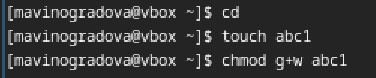 [mavinogradova@vbox ~]$ cd
[mavinogradova@vbox ~]$ touch abc1
[mavinogradova@vbox ~]$ chmod g+w abc1